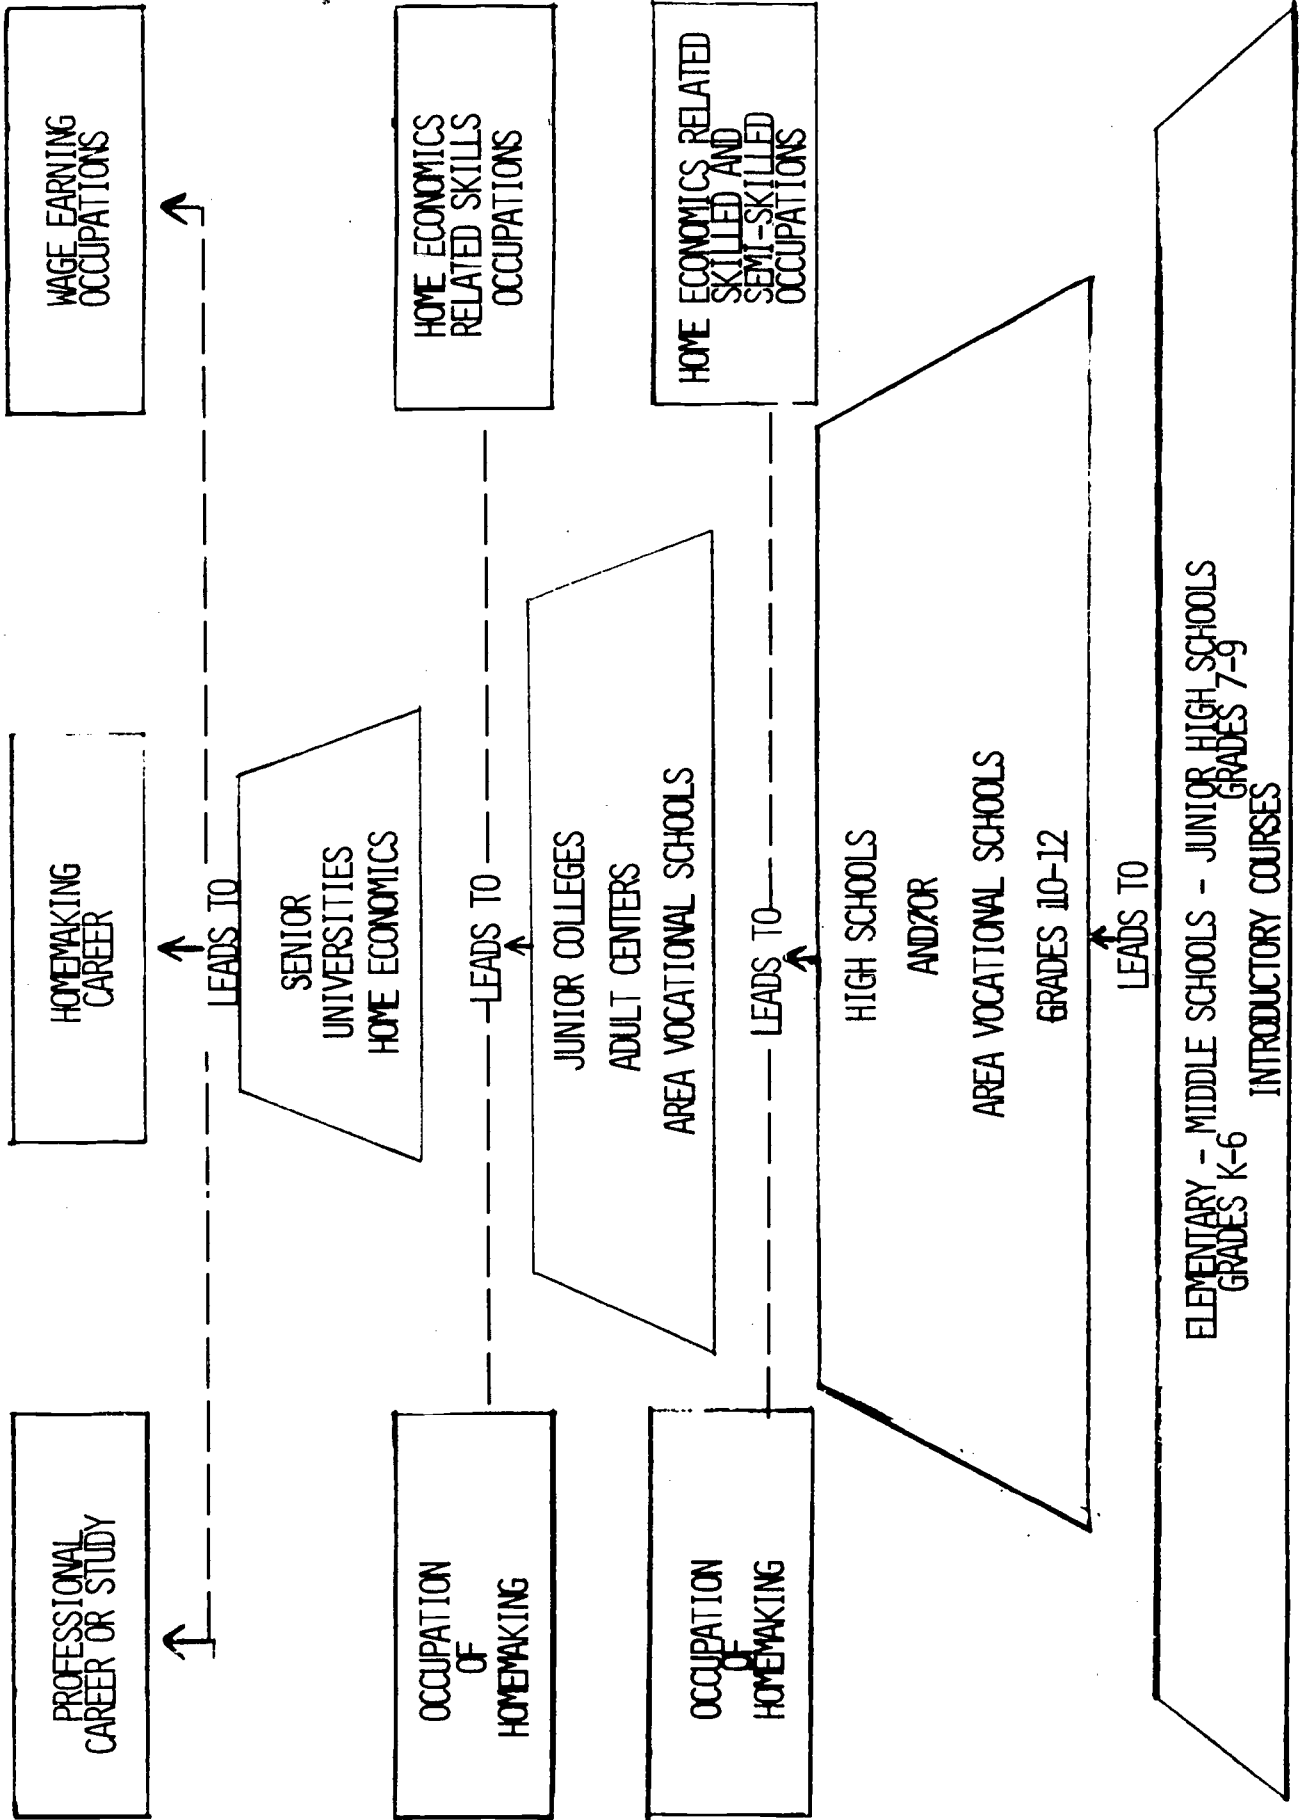 PROFESSIONAL
CAREER OR STUDY
HOMEMAKING
CAREER
WAGE EARNING
OCCUPATIONS
LEADS TO
SENIOR
UNIVERSITIES
HOME ECONOMICS
OCCUPATION
OF
HOMEMAKING
LEADS TO
HOME ECONOMICS
RELATED SKILLS
OCCUPATIONS
JUNIOR COLLEGES
ADULT CENTERS
AREA VOCATIONAL SCHOOLS
OCCUPATION
OF
HOMEMAKING
LEADS TO
HOME ECONOMICS RELATED
SKILLED AND
SEMI-SKILLED
OCCUPATIONS
HIGH SCHOOLS
AND/OR
AREA VOCATIONAL SCHOOLS
GRADES 10-12
LEADS TO
ELEMENTARY - MIDDLE SCHOOLS - JUNIOR HIGH SCHOOLS
GRADES K-6 GRADES 7-9
INTRODUCTORY COURSES